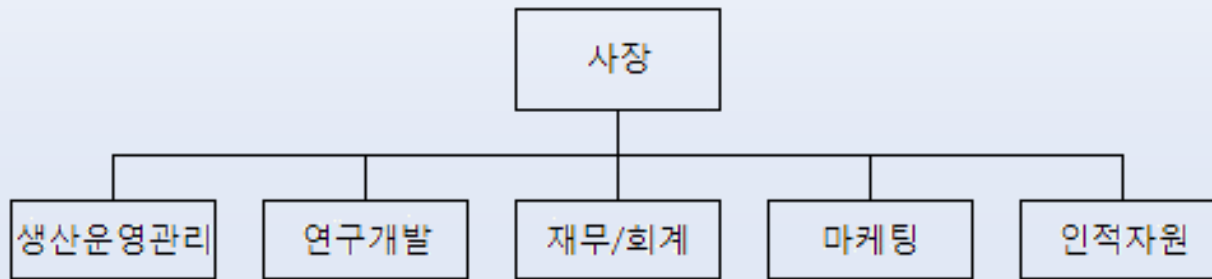 사장
생산운영관리
연구개발
재무/회계
마케팅
인적자원